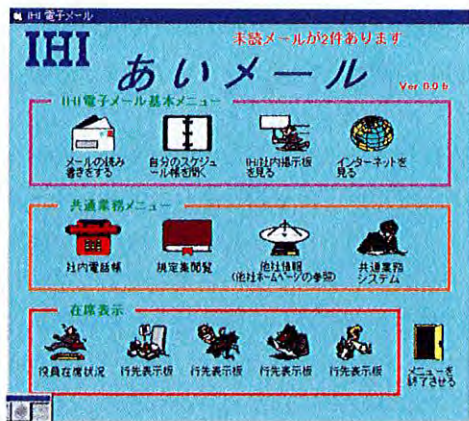 IHI 電子メール
IHI
未読メールが2件あります
あいメール
Ver 0.0 b
IHI電子メール基本メニュー
メールの読み
書きをする
自分のスケジュ
ール帳を開く
IHI社内掲示板
を見る
インターネットを
見る
共通業務メニュー
社内電話帳
規定集閲覧
他社情報
(他社ホームページの参照)
共通業務
システム
在席表示
役員在席状況
行先表示板
行先表示板
行先表示板
行先表示板
メニューを
終了させる